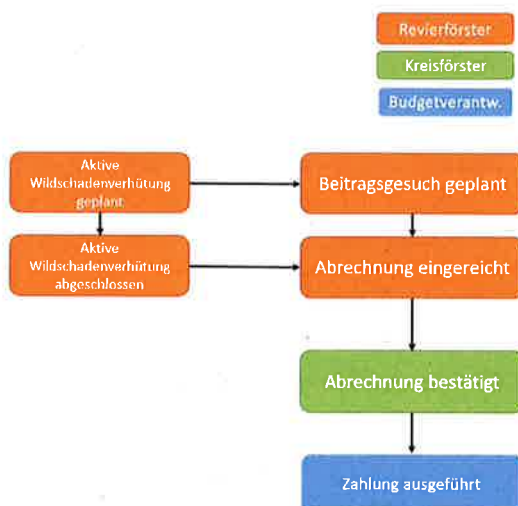 Revierförster
Kreisförster
Budgetverantw.
Aktive
Wildschadenverhütung
geplant
Beitragsgesuch geplant
Aktive
Wildschadenverhütung
abgeschlossen
Abrechnung eingereicht
Abrechnung bestätigt
Zahlung ausgeführt